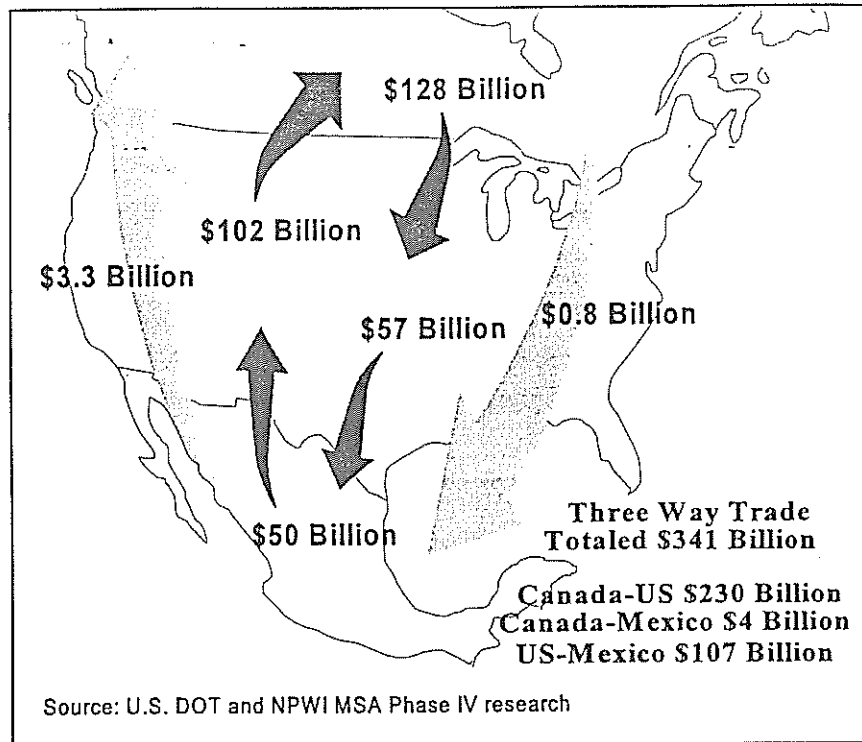 $128 Billion
$102 Billion
$3.3 Billion
$0.8 Billion
$57 Billion
$50 Billion
Three Way Trade
Totaled $341 Billion
Canada-US $230 Billion
Canada-Mexico $4 Billion
US-Mexico $107 Billion
Source: U.S. DOT and NPWI MSA Phase IV research